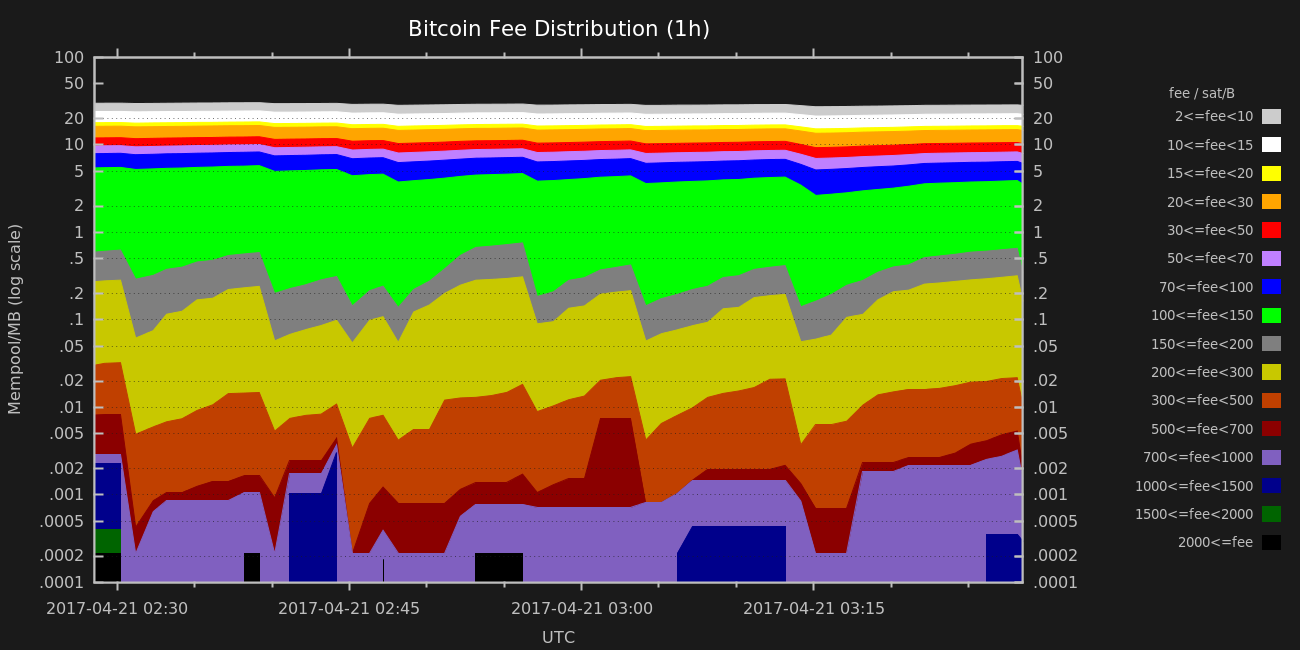 Bitcoin Fee Distribution (1h)
Mempool/MB (log scale)
100
50
20
10
5
2
1
.5
.2
.1
.05
.02
.01
.005
.002
.001
.0005
.0002
.0001
100
50
20
10
5
2
1
.5
.2
.1
.05
.02
.01
.005
.002
.001
.0005
.0002
.0001
2017-04-21 02:30 2017-04-21 02:45 2017-04-21 03:00 2017-04-21 03:15
UTC
fee / sat/B
2<=fee<10
10<=fee<15
15<=fee<20
20<=fee<30
30<=fee<50
50<=fee<70
70<=fee<100
100<=fee<150
150<=fee<200
200<=fee<300
300<=fee<500
500<=fee<700
700<=fee<1000
1000<=fee<1500
1500<=fee<2000
2000<=fee